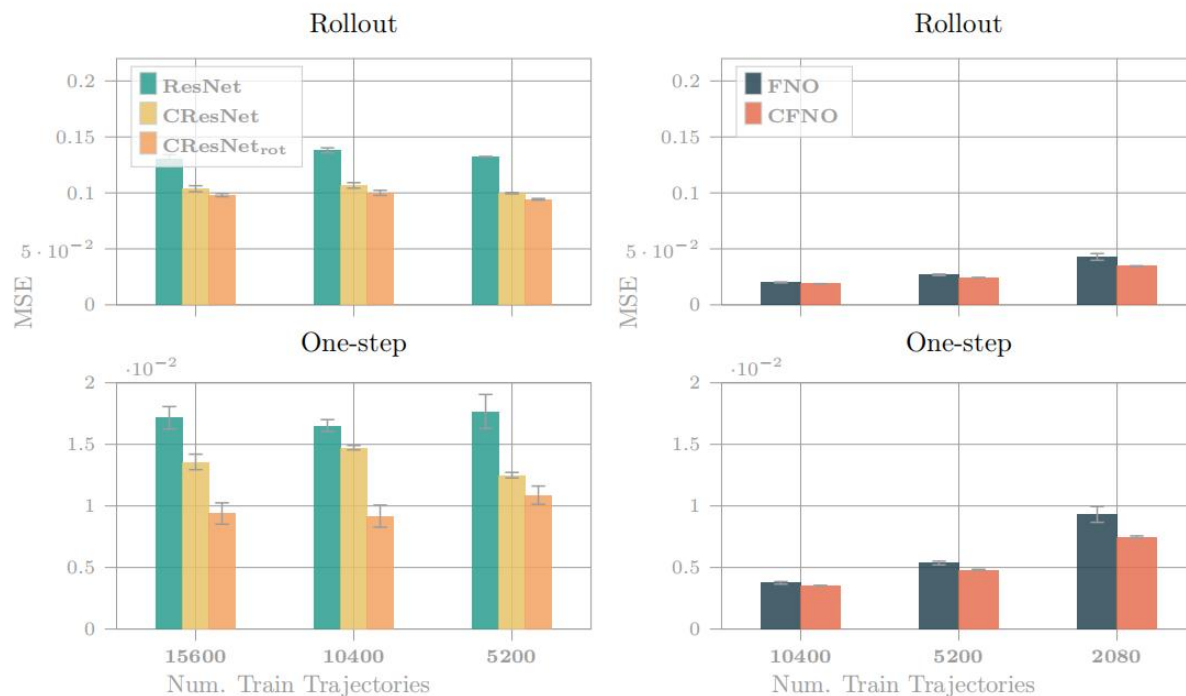 Rollout
0.2
0.15
0.1
5 · 10⁻²
0
MSE
ResNet
CResNet
CResNet_rot
One-step
·10⁻²
2
1.5
1
0.5
0
15600 10400 5200
Num. Train Trajectories
Rollout
0.2
0.15
0.1
5 · 10⁻²
0
MSE
FNO
CFNO
One-step
·10⁻²
2
1.5
1
0.5
0
10400 5200 2080
Num. Train Trajectories